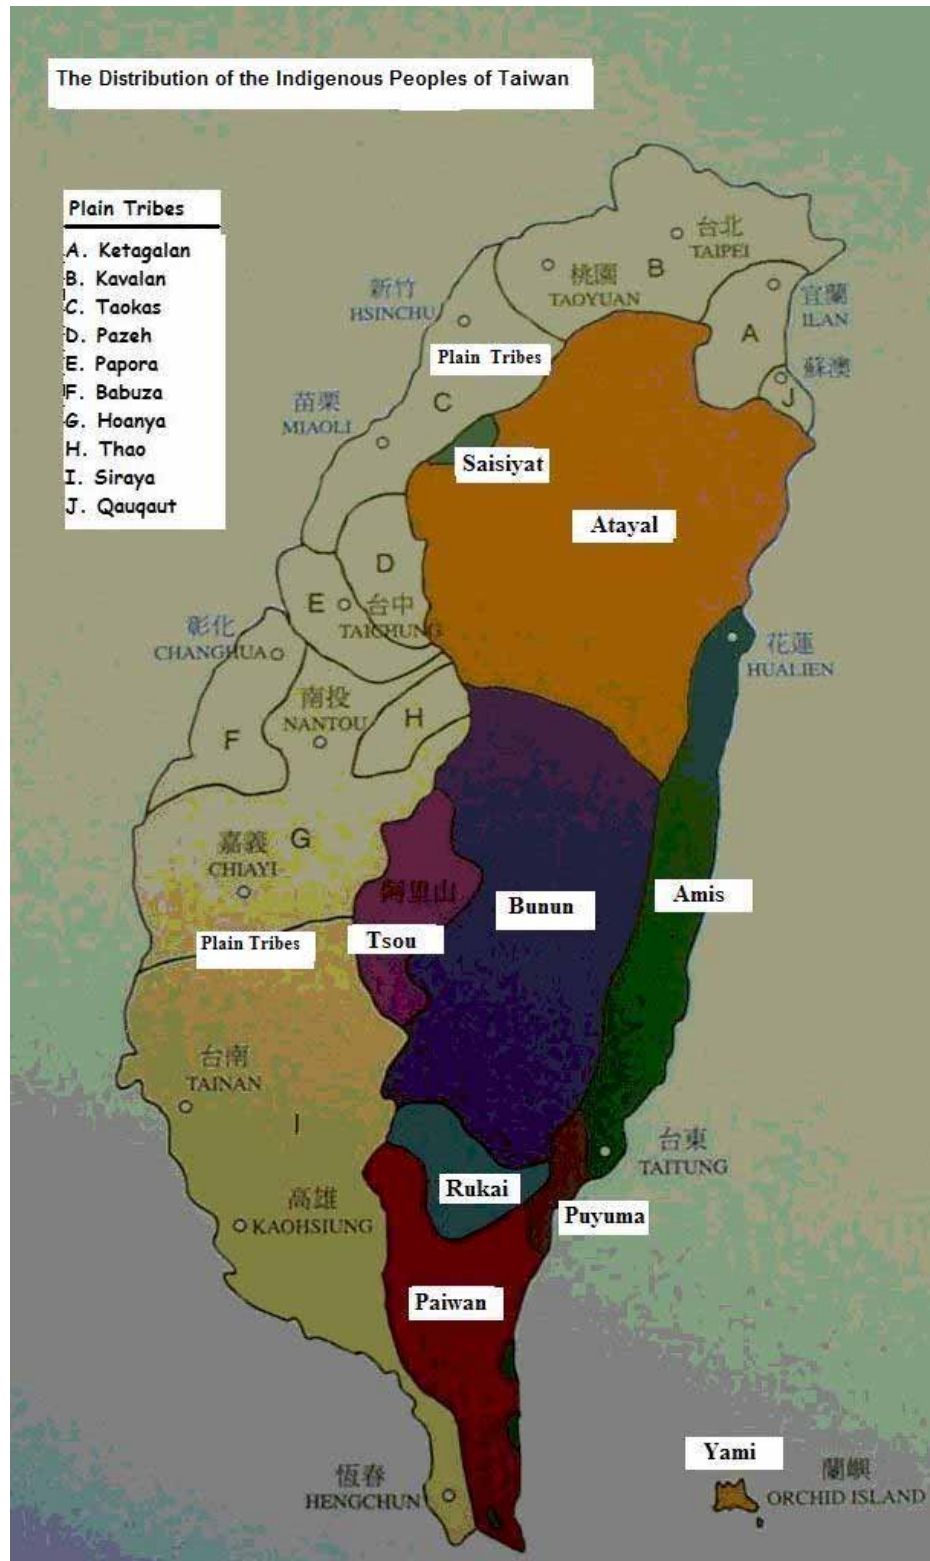 The Distribution of the Indigenous Peoples of Taiwan
Plain Tribes
A. Ketagalan
B. Kavalan
C. Taokas
D. Pazeh
E. Papora
F. Babuza
G. Hoanya
H. Thao
I. Siraya
J. Qauqaut
台北
TAIPEI
桃園
TAOYUAN
B
新竹
HSINCHU
宜蘭
ILAN
A
Plain Tribes
蘇澳
J
C
苗栗
MIAOLI
Saisiyat
Atayal
D
E
台中
TAICHUNG
彰化
CHANGHUA
花蓮
HUALIEN
南投
NANTOU
H
F
嘉義
CHIAYI
G
阿里山
Bunun
Amis
Plain Tribes
Tsou
台南
TAINAN
I
台東
TAITUNG
Rukai
高雄
KAOHSIUNG
Puyuma
Paiwan
Yami
恆春
HENGCHUN
蘭嶼
ORCHID ISLAND